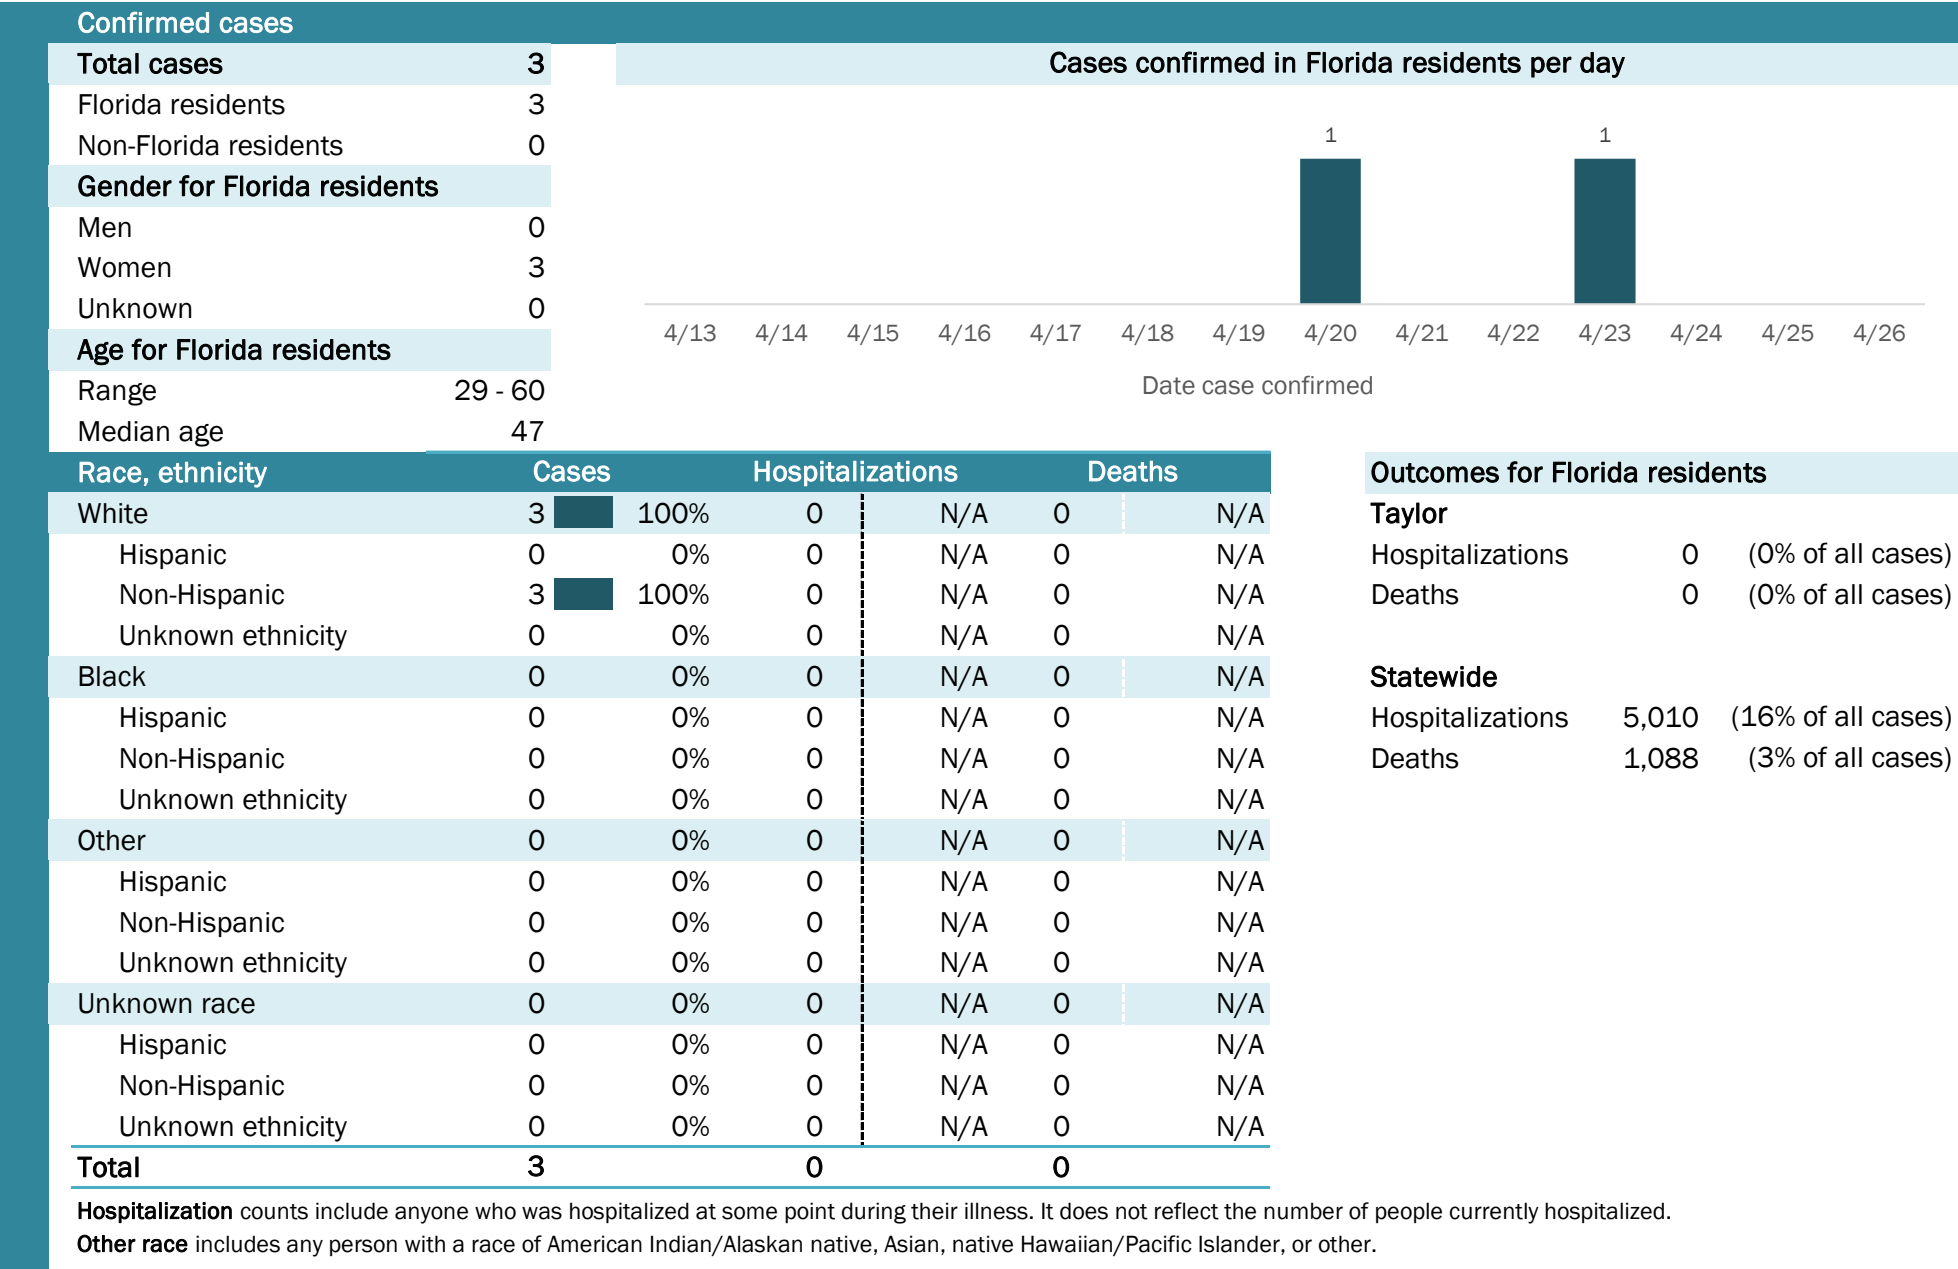 Confirmed cases
Total cases 3
Florida residents 3
Non-Florida residents 0
Gender for Florida residents
Men 0
Women 3
Unknown 0
Age for Florida residents
Range 29 - 60
Median age 47
Cases confirmed in Florida residents per day
1 1
4/13 4/14 4/15 4/16 4/17 4/18 4/19 4/20 4/21 4/22 4/23 4/24 4/25 4/26
Date case confirmed
Race, ethnicity Cases Hospitalizations Deaths
White 3 100% 0 N/A 0 N/A
Hispanic 0 0% 0 N/A 0 N/A
Non-Hispanic 3 100% 0 N/A 0 N/A
Unknown ethnicity 0 0% 0 N/A 0 N/A
Black 0 0% 0 N/A 0 N/A
Hispanic 0 0% 0 N/A 0 N/A
Non-Hispanic 0 0% 0 N/A 0 N/A
Unknown ethnicity 0 0% 0 N/A 0 N/A
Other 0 0% 0 N/A 0 N/A
Hispanic 0 0% 0 N/A 0 N/A
Non-Hispanic 0 0% 0 N/A 0 N/A
Unknown ethnicity 0 0% 0 N/A 0 N/A
Unknown race 0 0% 0 N/A 0 N/A
Hispanic 0 0% 0 N/A 0 N/A
Non-Hispanic 0 0% 0 N/A 0 N/A
Unknown ethnicity 0 0% 0 N/A 0 N/A
Total 3 0 0
Outcomes for Florida residents
Taylor
Hospitalizations 0 (0% of all cases)
Deaths 0 (0% of all cases)
Statewide
Hospitalizations 5,010 (16% of all cases)
Deaths 1,088 (3% of all cases)
Hospitalization counts include anyone who was hospitalized at some point during their illness. It does not reflect the number of people currently hospitalized.
Other race includes any person with a race of American Indian/Alaskan native, Asian, native Hawaiian/Pacific Islander, or other.